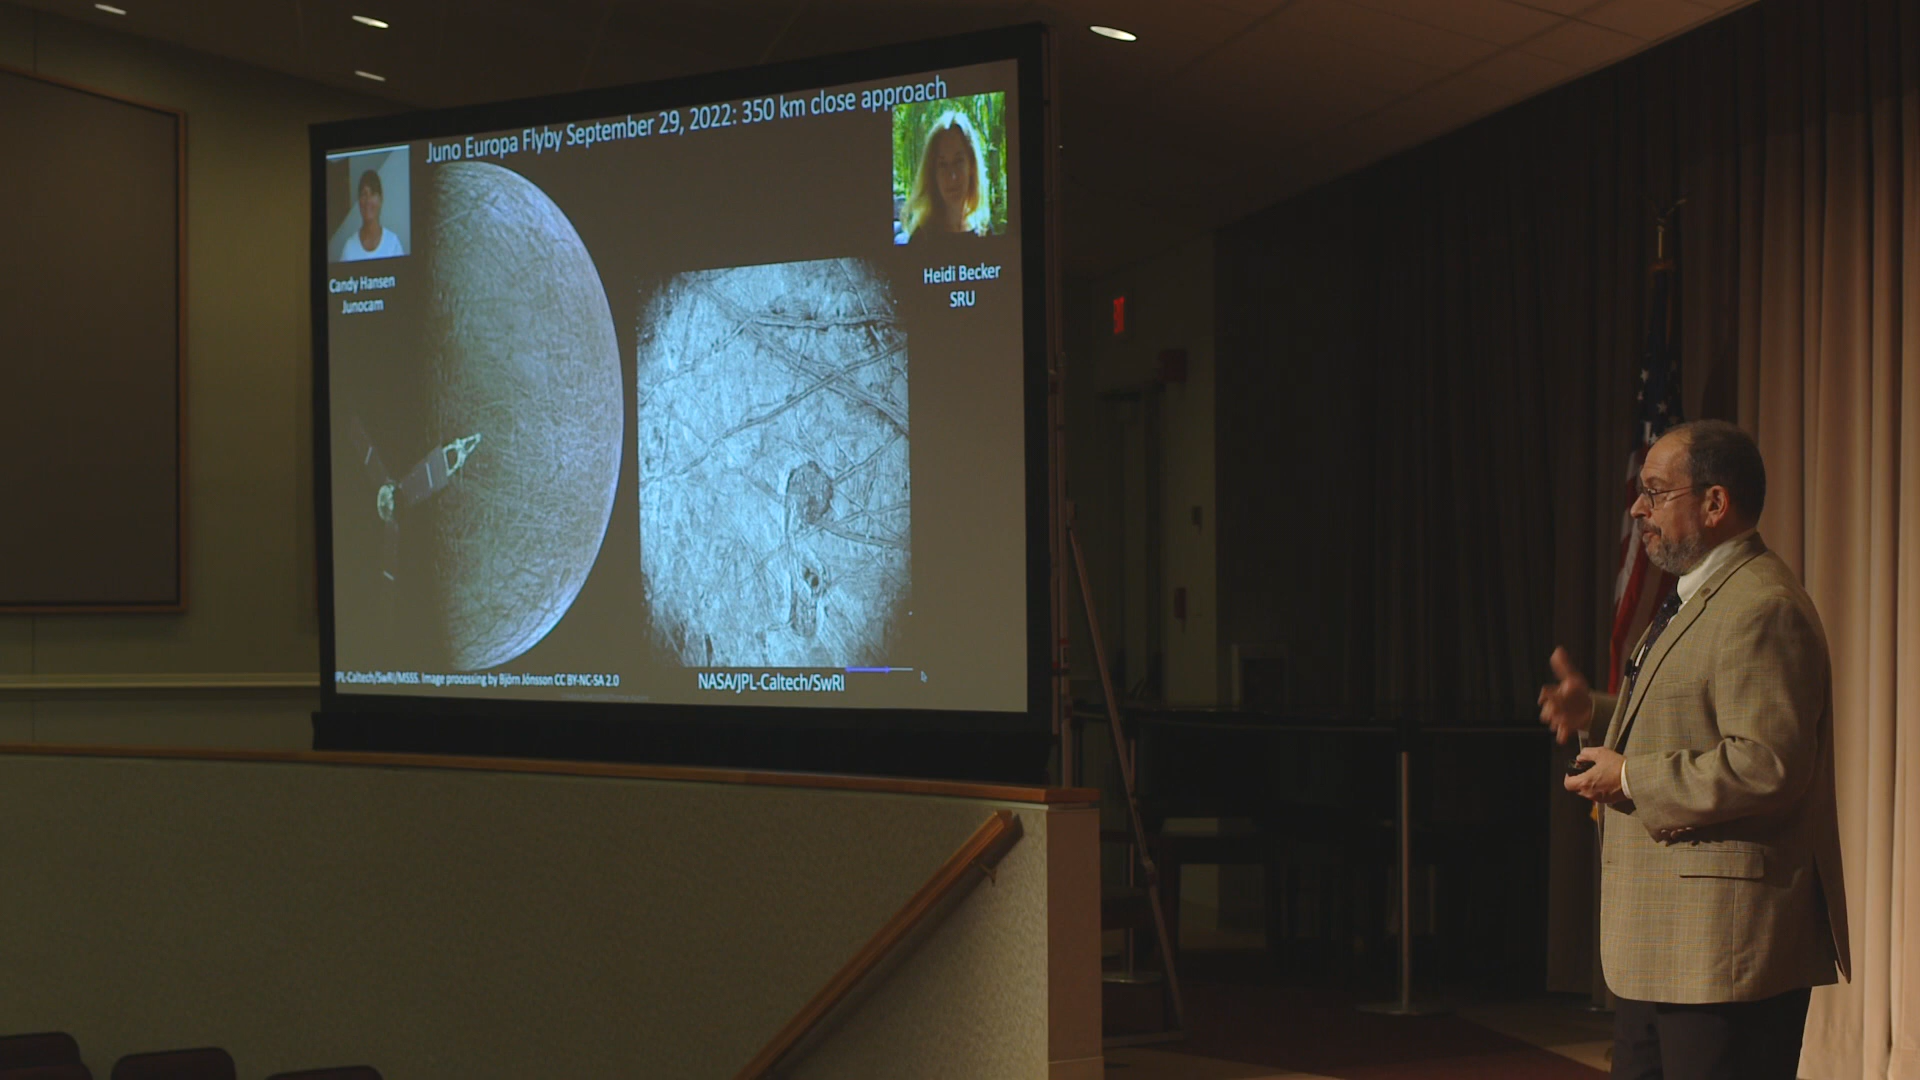 Juno Europa Flyby September 29, 2022: 350 km close approach
Candy Hansen
Junocam
Heidi Becker
SRU
JPL-Caltech/SwRI/MSSS. Image processing by Björn Jónsson CC BY-NC-SA 2.0
NASA/JPL-Caltech/SwRI